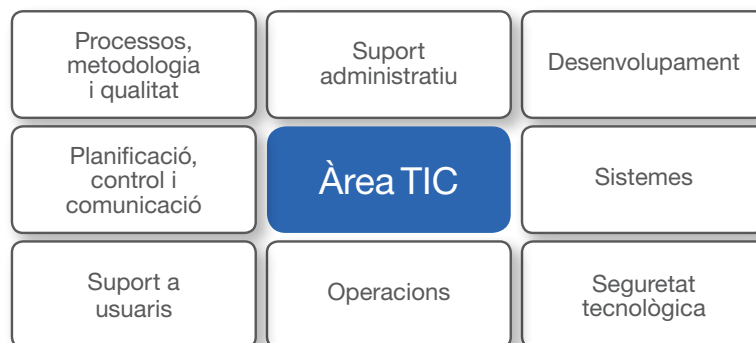 Processos,
metodologia
i qualitat
Suport
administratiu
Desenvolupament
Planificació,
control i
comunicació
Àrea TIC
Sistemes
Suport a
usuaris
Operacions
Seguretat
tecnològica